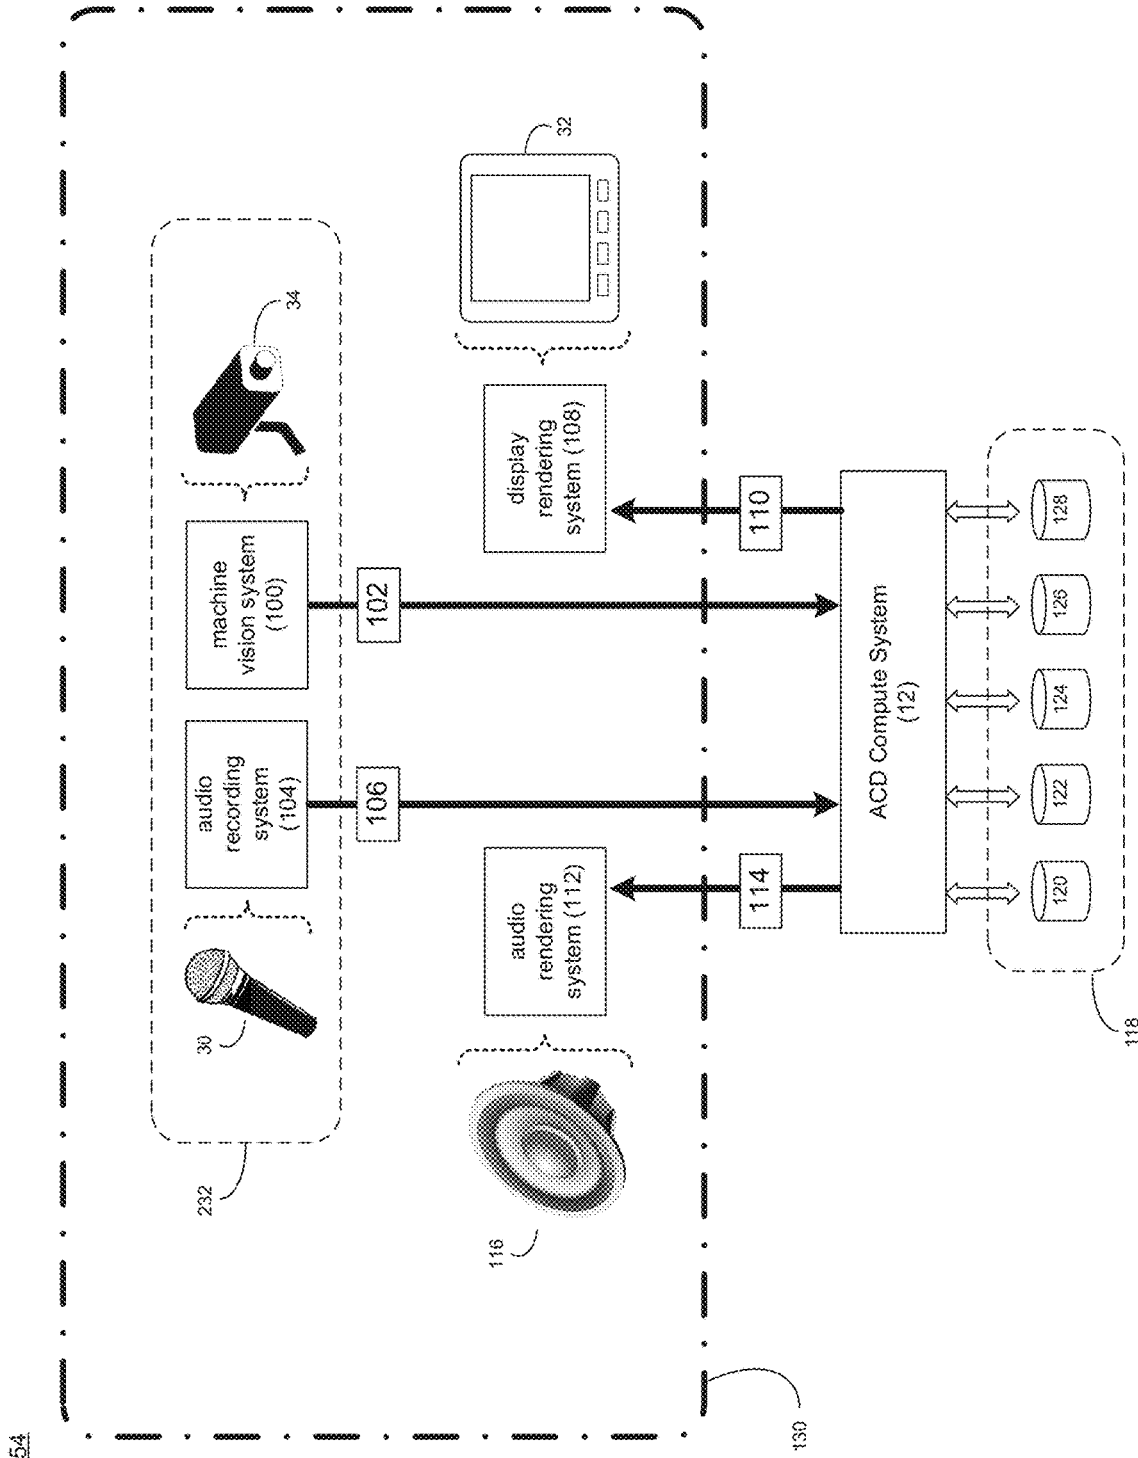 54
232
30
audio
recording
system
(104)
machine
vision system
(100)
34
106
102
116
audio
rendering
system (112)
display
rendering
system (108)
32
130
114
110
ACD Compute System
(12)
120
122
124
126
128
118